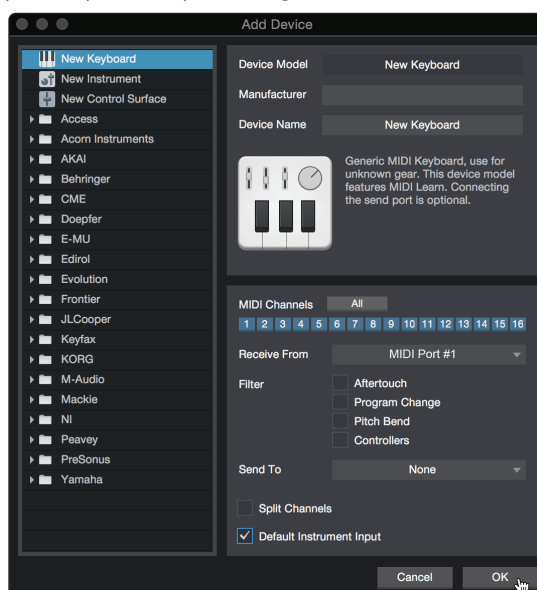 Add Device
New Keyboard
New Instrument
New Control Surface
Access
Acorn Instruments
AKAI
Behringer
CME
Doepfer
E-MU
Edirol
Evolution
Frontier
JLCooper
Keyfax
KORG
M-Audio
Mackie
NI
Peavey
PreSonus
Yamaha
Device Model New Keyboard
Manufacturer
Device Name New Keyboard
Generic MIDI Keyboard, use for
unknown gear. This device model
features MIDI Learn. Connecting
the send port is optional.
MIDI Channels All
1 2 3 4 5 6 7 8 9 10 11 12 13 14 15 16
Receive From MIDI Port #1
Filter Aftertouch
Program Change
Pitch Bend
Controllers
Send To None
Split Channels
Default Instrument Input
Cancel OK